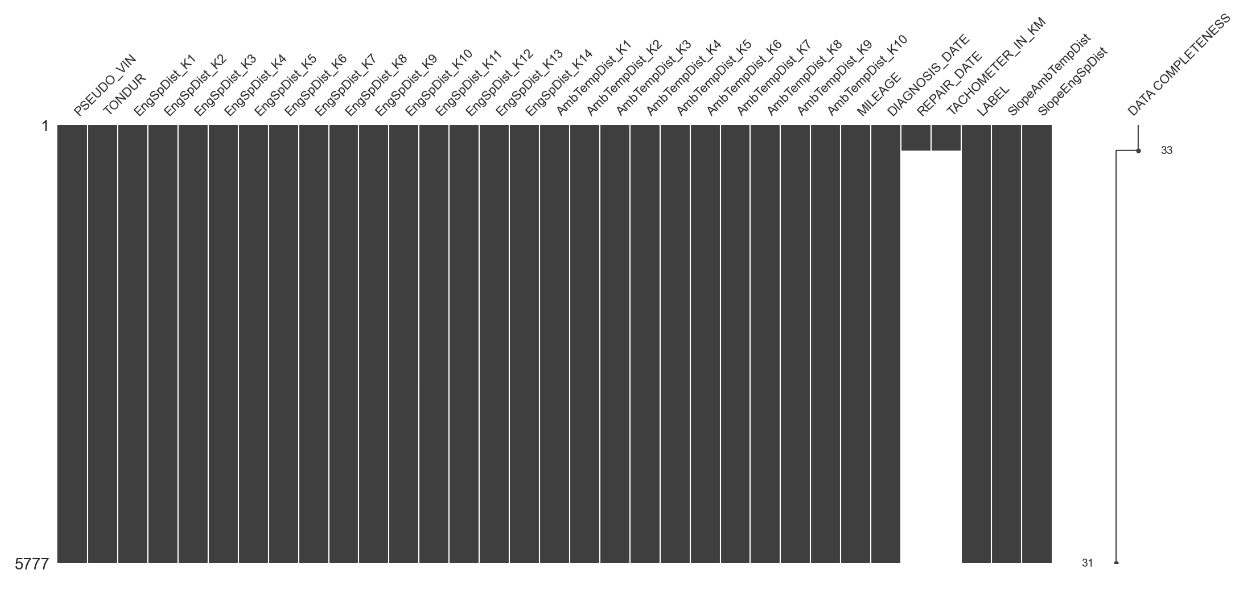 PSEUDO_VIN
TONDUR
EngSpDist_K1
EngSpDist_K2
EngSpDist_K3
EngSpDist_K4
EngSpDist_K5
EngSpDist_K6
EngSpDist_K7
EngSpDist_K8
EngSpDist_K9
EngSpDist_K10
EngSpDist_K11
EngSpDist_K12
EngSpDist_K13
EngSpDist_K14
AmbTempDist_K1
AmbTempDist_K2
AmbTempDist_K3
AmbTempDist_K4
AmbTempDist_K5
AmbTempDist_K6
AmbTempDist_K7
AmbTempDist_K8
AmbTempDist_K9
AmbTempDist_K10
MILEAGE
DIAGNOSIS_DATE
REPAIR_DATE
TACHOMETER_IN_KM
LABEL
SlopeAmbTempDist
SlopeEngSpDist
DATA COMPLETENESS
1
33
5777
31